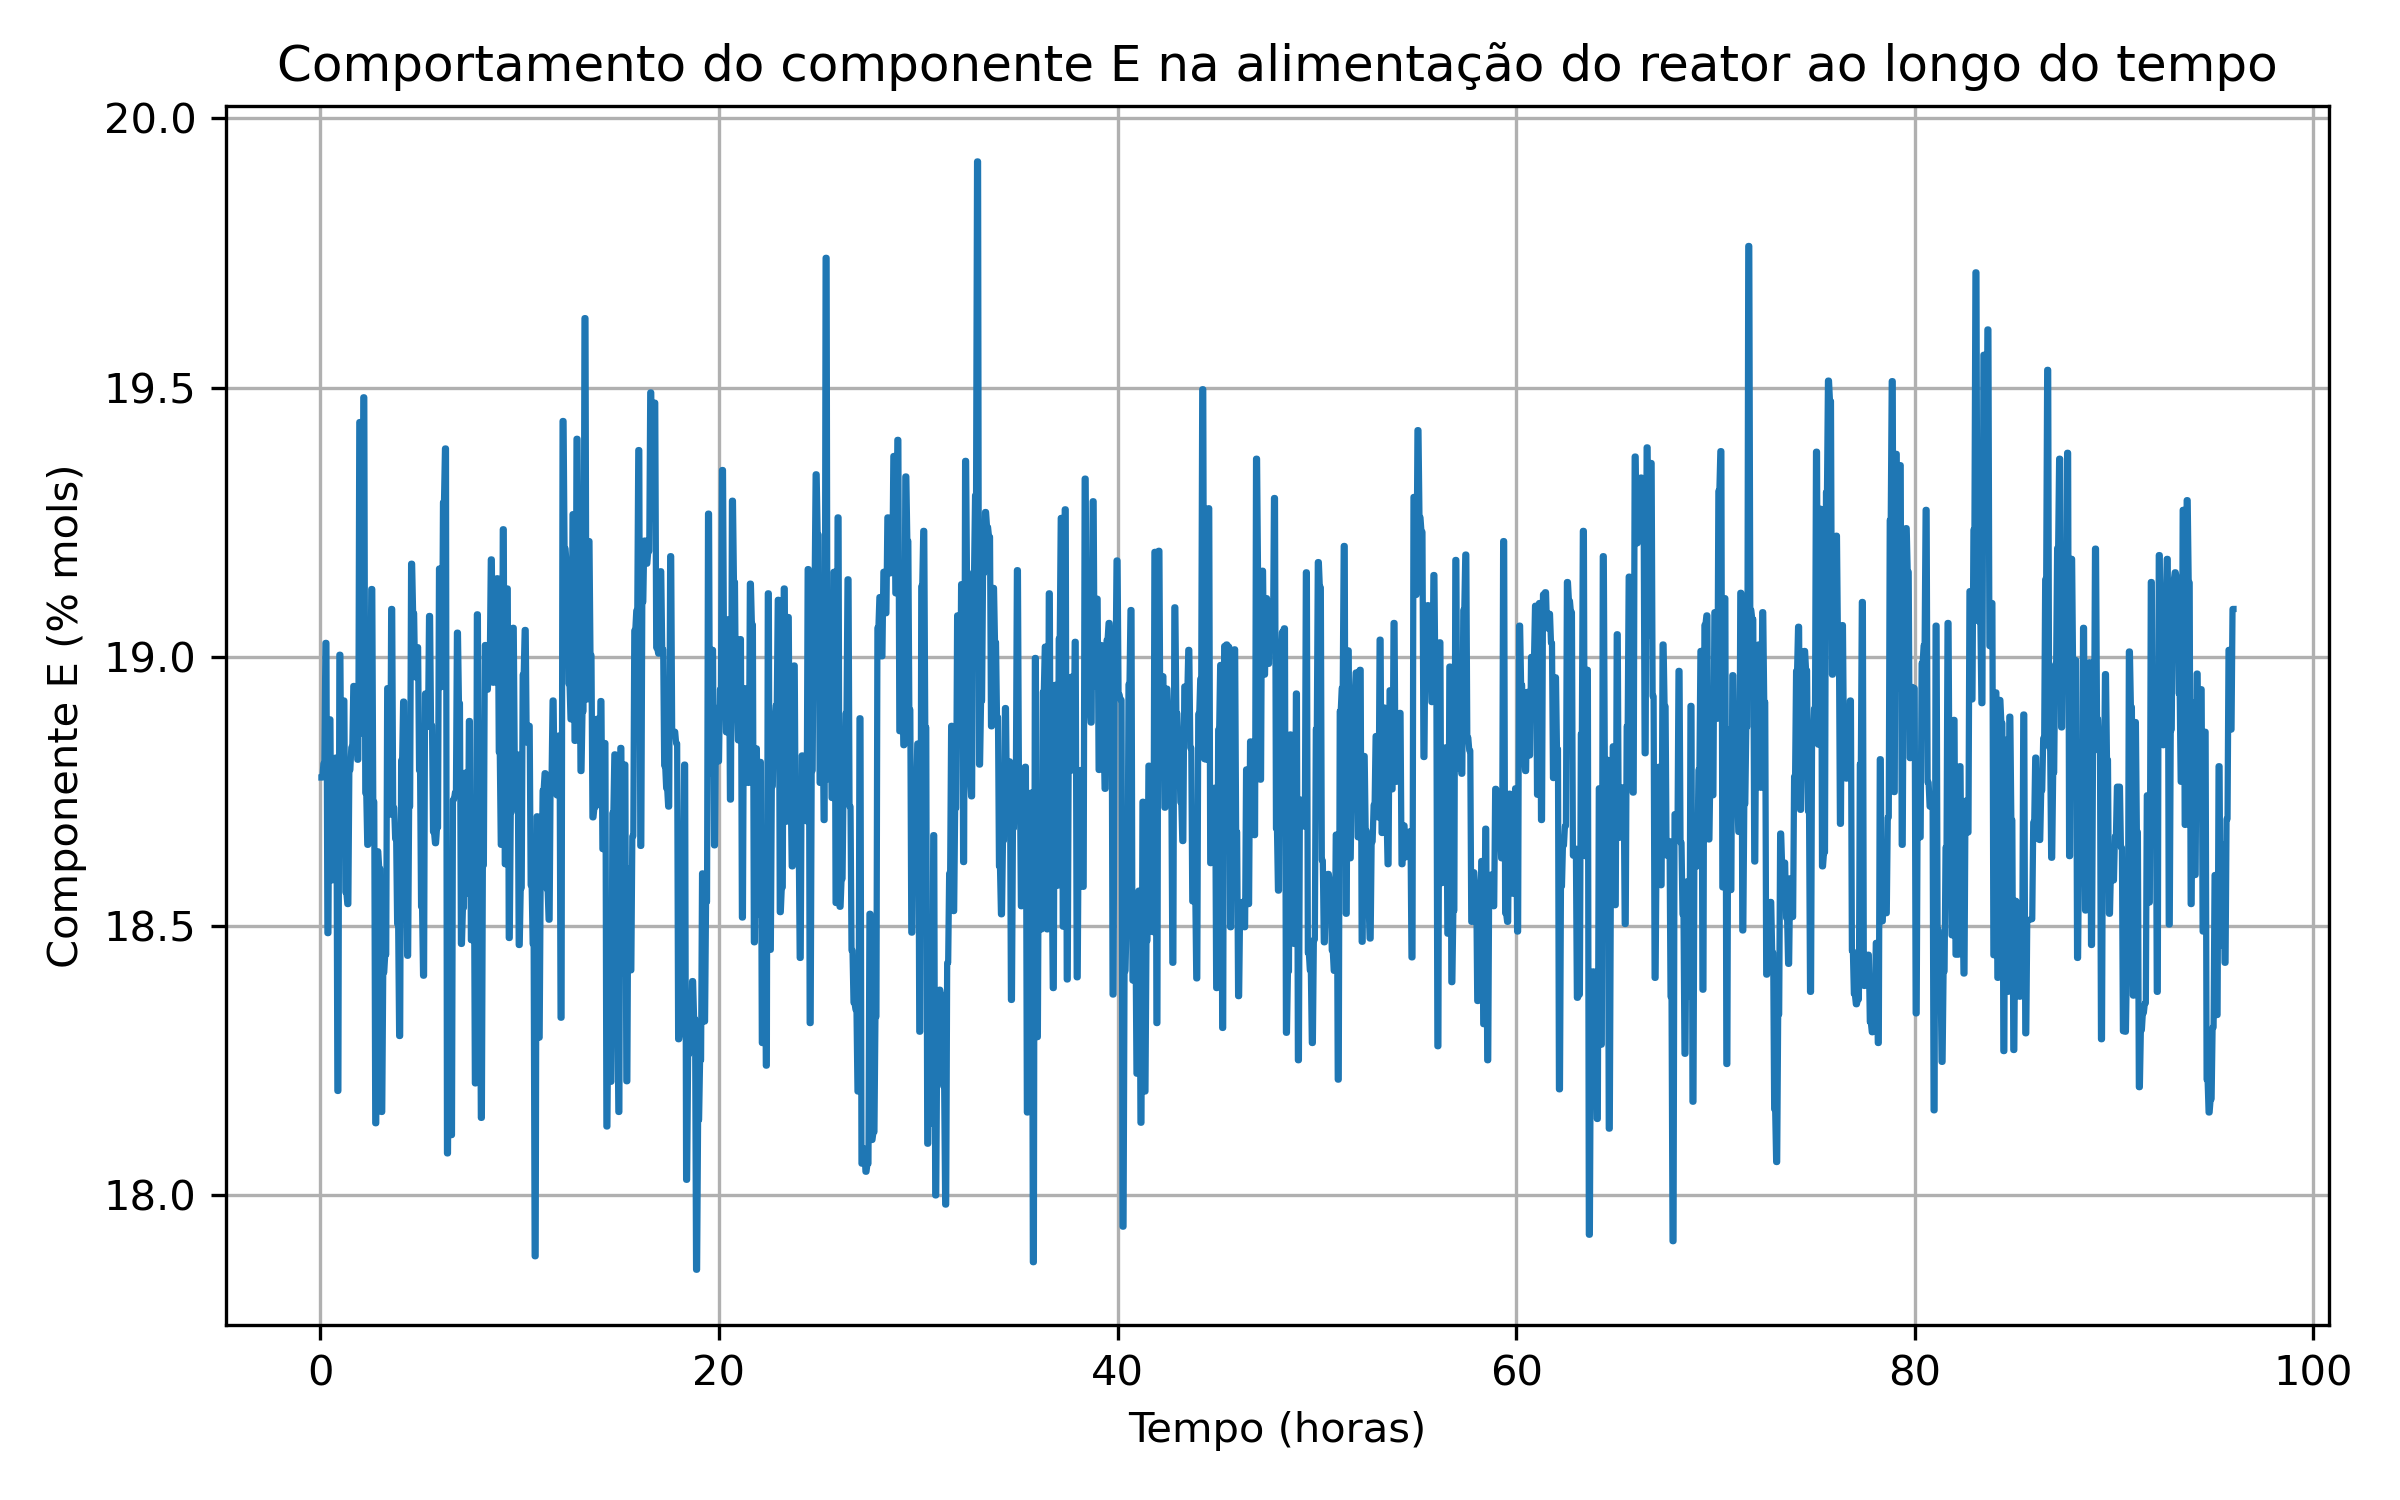 Comportamento do componente E na alimentação do reator ao longo do tempo
20.0
19.5
19.0
18.5
18.0
Componente E (% mols)
0 20 40 60 80 100
Tempo (horas)